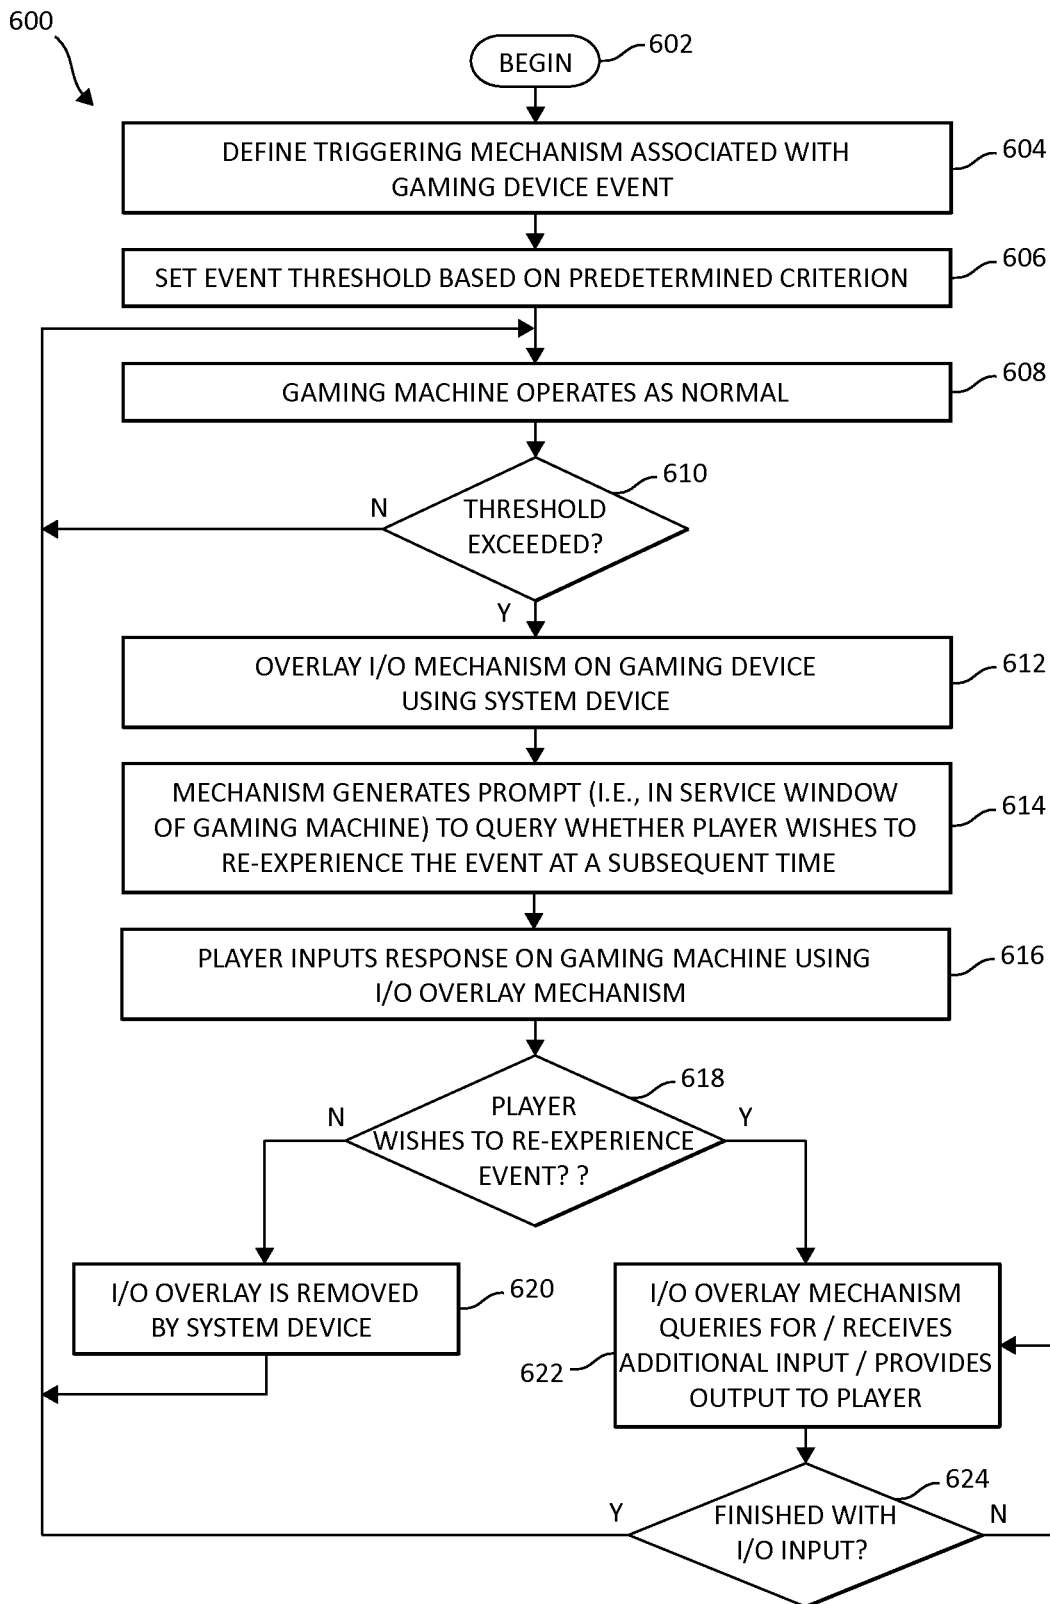 600
BEGIN
602
DEFINE TRIGGERING MECHANISM ASSOCIATED WITH
GAMING DEVICE EVENT
604
SET EVENT THRESHOLD BASED ON PREDETERMINED CRITERION
606
GAMING MACHINE OPERATES AS NORMAL
608
THRESHOLD
EXCEEDED?
610
N
Y
OVERLAY I/O MECHANISM ON GAMING DEVICE
USING SYSTEM DEVICE
612
MECHANISM GENERATES PROMPT (I.E., IN SERVICE WINDOW
OF GAMING MACHINE) TO QUERY WHETHER PLAYER WISHES TO
RE-EXPERIENCE THE EVENT AT A SUBSEQUENT TIME
614
PLAYER INPUTS RESPONSE ON GAMING MACHINE USING
I/O OVERLAY MECHANISM
616
PLAYER
WISHES TO RE-EXPERIENCE
EVENT? ?
618
N
Y
I/O OVERLAY IS REMOVED
BY SYSTEM DEVICE
620
I/O OVERLAY MECHANISM
QUERIES FOR / RECEIVES
ADDITIONAL INPUT / PROVIDES
OUTPUT TO PLAYER
622
FINISHED WITH
I/O INPUT?
624
Y
N